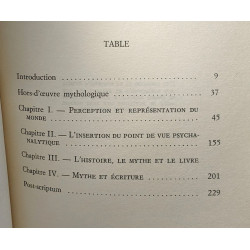 TABLE
Introduction 9
Hors-d'œuvre mythologique 37
Chapitre I. — Perception et représentation du
monde 45
Chapitre II. — L'insertion du point de vue psycha-
nalytique 155
Chapitre III. — L'histoire, le mythe et le livre
Chapitre IV. — Mythe et écriture 201
Post-scriptum 229